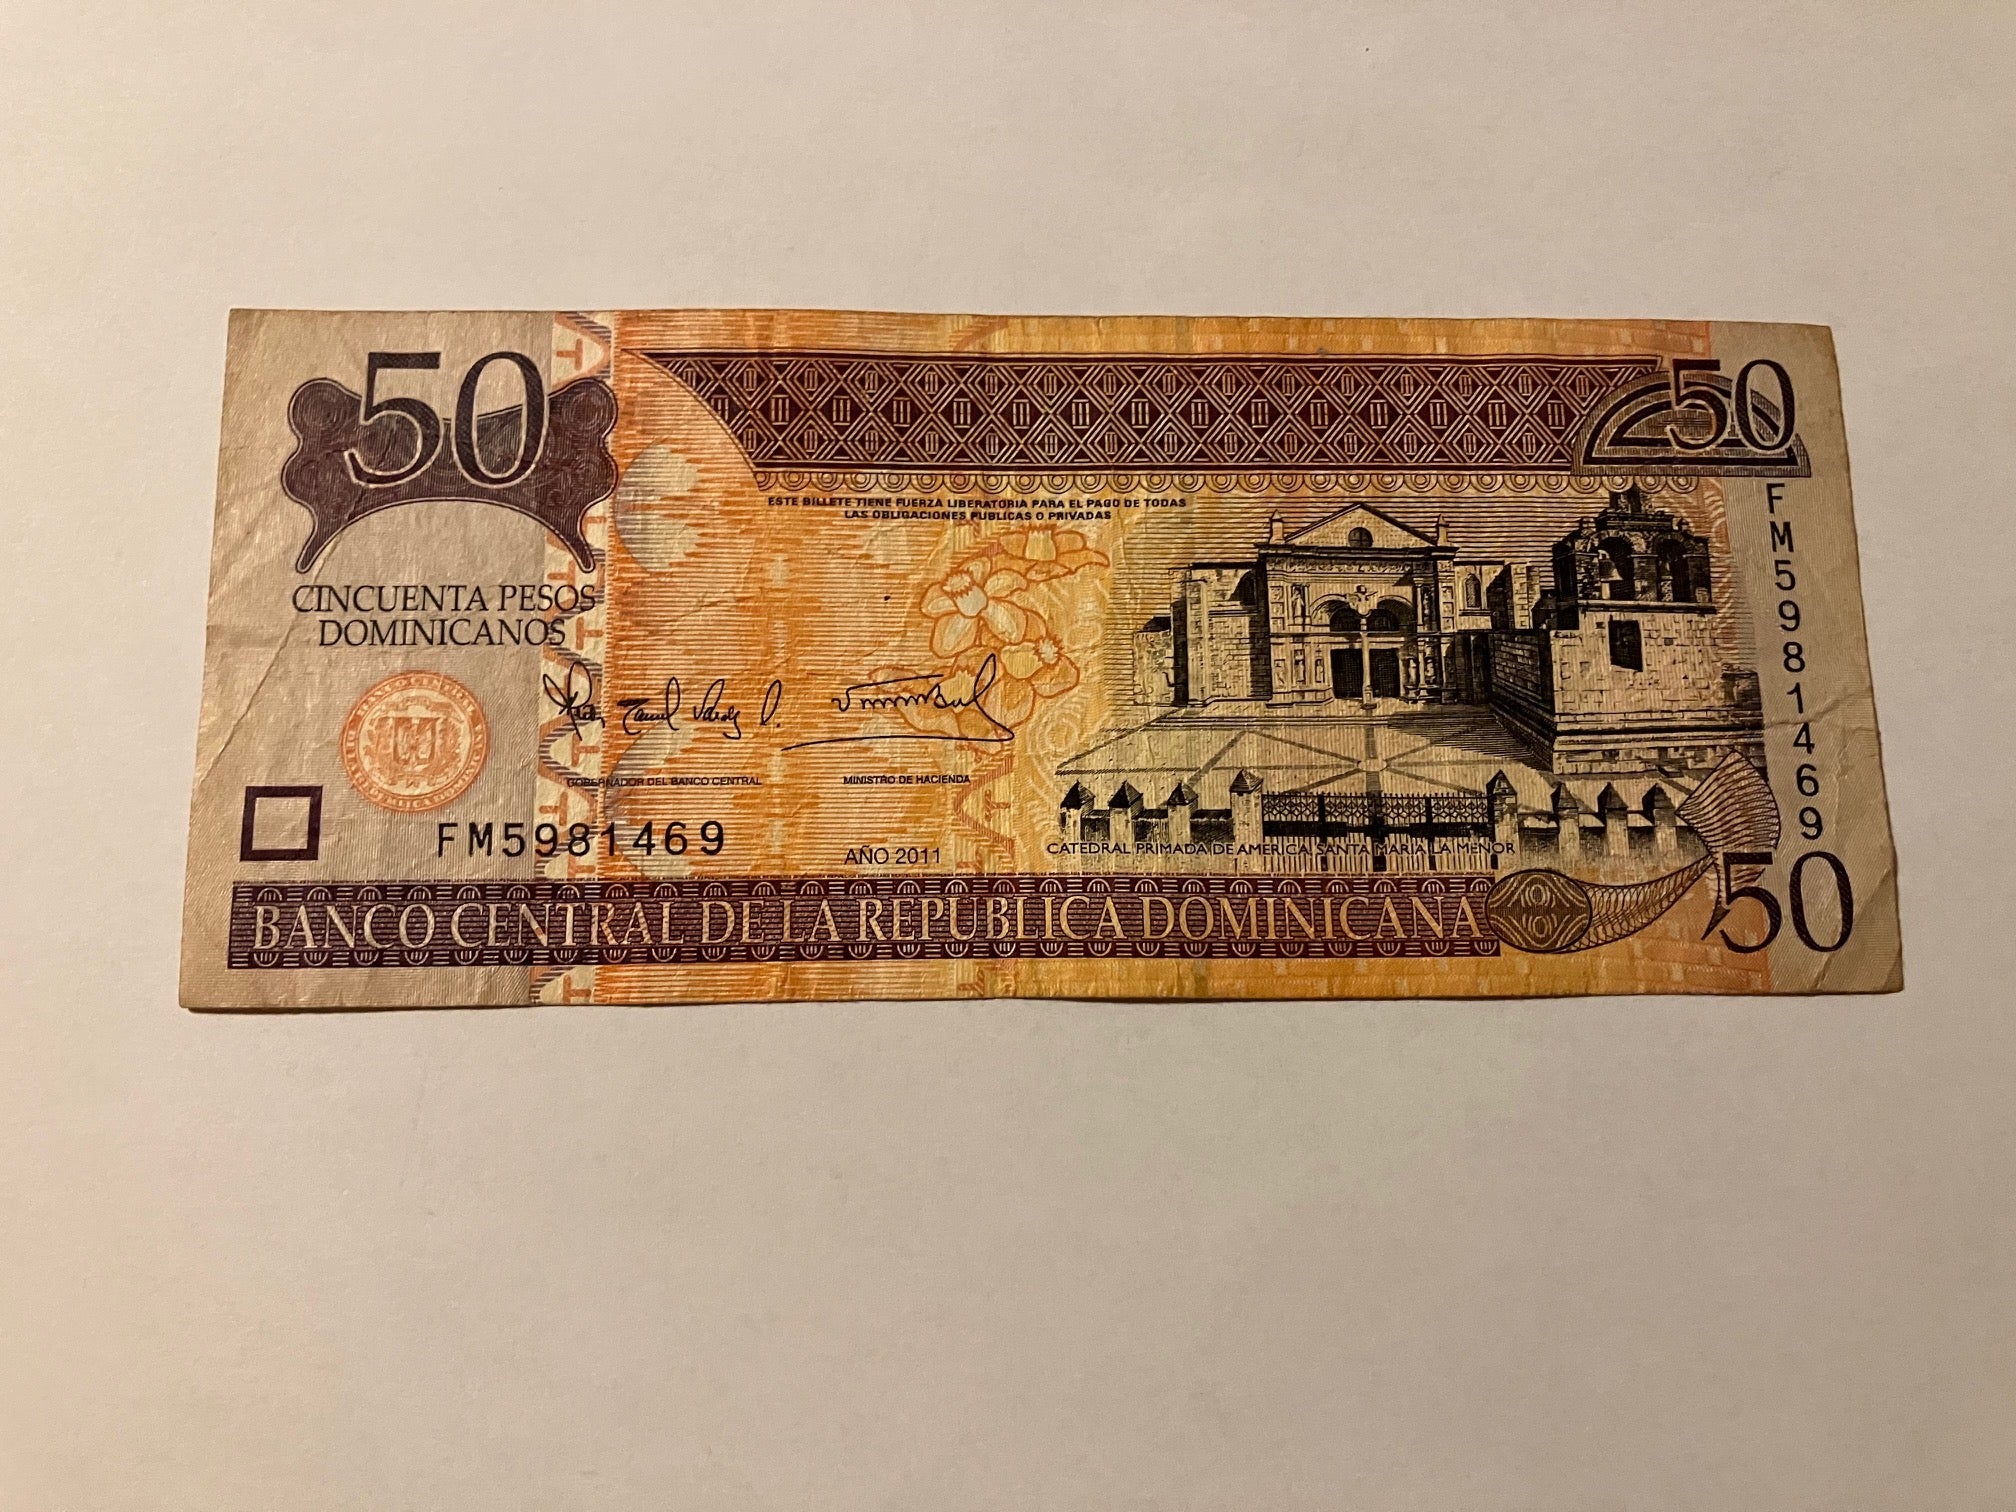 50
50
ESTE BILLETE TIENE FUERZA LIBERATORIA PARA EL PAGO DE TODAS
LAS OBLIGACIONES PUBLICAS O PRIVADAS
FM5981469
CINCUENTA PESOS
DOMINICANOS
GOBERNADOR DEL BANCO CENTRAL
MINISTRO DE HACIENDA
FM5981469
AÑO 2011
CATEDRAL PRIMADA DE AMERICA, SANTA MARIA LA MENOR
50
BANCO CENTRAL DE LA REPUBLICA DOMINICANA